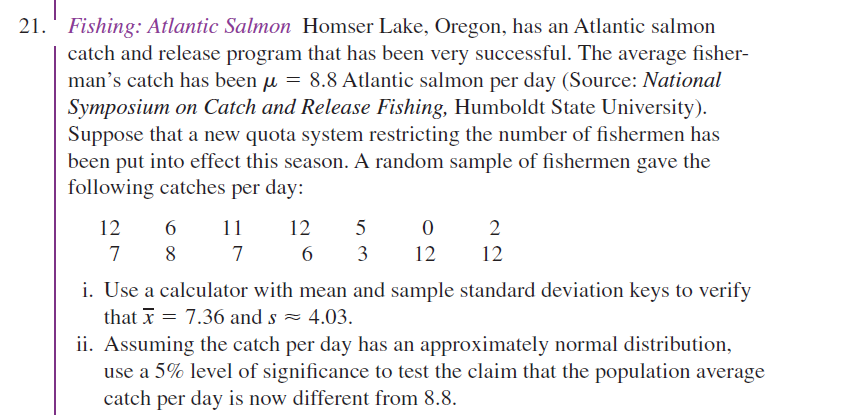 21. Fishing: Atlantic Salmon Homser Lake, Oregon, has an Atlantic salmon
catch and release program that has been very successful. The average fisher-
man's catch has been μ = 8.8 Atlantic salmon per day (Source: National
Symposium on Catch and Release Fishing, Humboldt State University).
Suppose that a new quota system restricting the number of fishermen has
been put into effect this season. A random sample of fishermen gave the
following catches per day:
12 6 11 12 5 0 2
7 8 7 6 3 12 12
i. Use a calculator with mean and sample standard deviation keys to verify
that x̄ = 7.36 and s ≈ 4.03.
ii. Assuming the catch per day has an approximately normal distribution,
use a 5% level of significance to test the claim that the population average
catch per day is now different from 8.8.